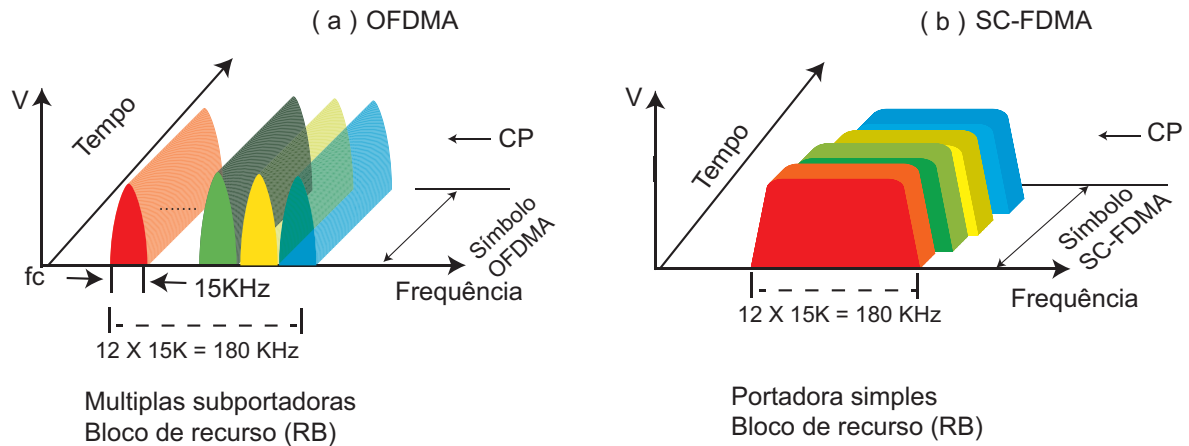 ( a ) OFDMA
V
Tempo
CP
.......
Símbolo
OFDMA
fc
15KHz
Frequência
12 X 15K = 180 KHz
Multiplas subportadoras
Bloco de recurso (RB)
( b ) SC-FDMA
V
Tempo
CP
Símbolo
SC-FDMA
Frequência
12 X 15K = 180 KHz
Portadora simples
Bloco de recurso (RB)